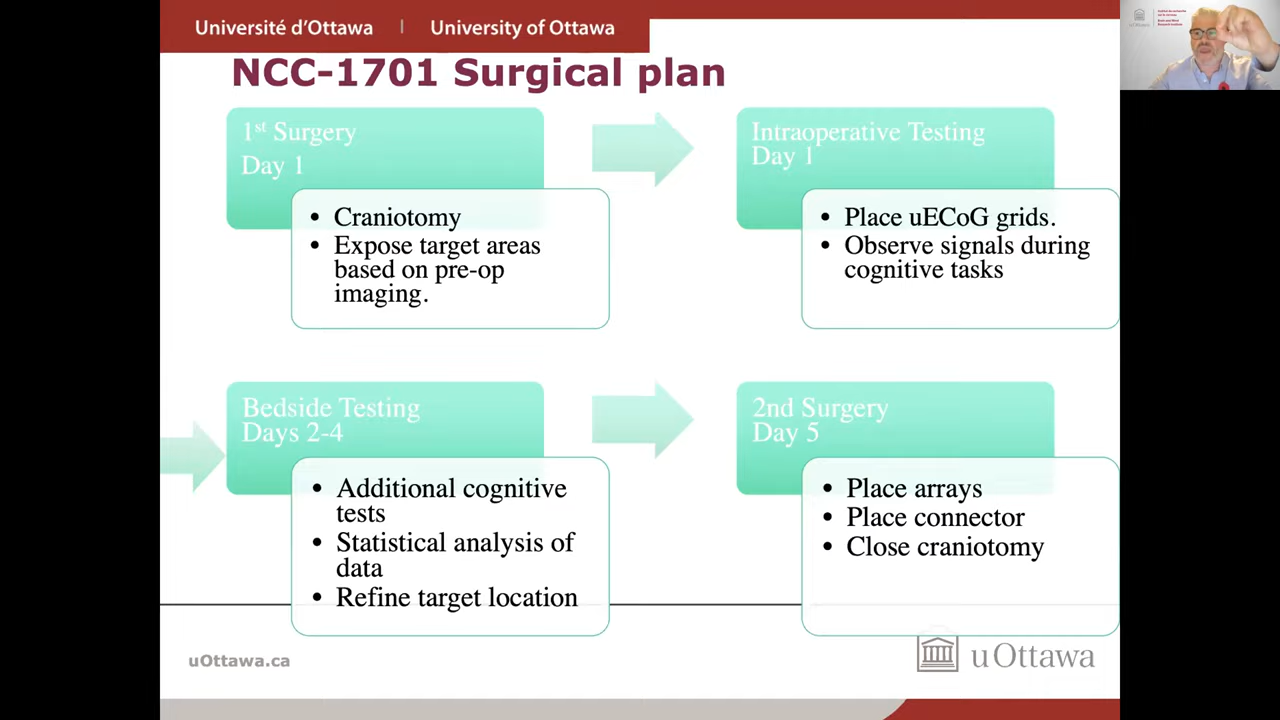 Université d'Ottawa | University of Ottawa
NCC-1701 Surgical plan
1st Surgery
Day 1
• Craniotomy
• Expose target areas
based on pre-op
imaging.
Intraoperative Testing
Day 1
• Place uECoG grids.
• Observe signals during
cognitive tasks
Bedside Testing
Days 2-4
• Additional cognitive
tests
• Statistical analysis of
data
• Refine target location
2nd Surgery
Day 5
• Place arrays
• Place connector
• Close craniotomy
uOttawa.ca
uOttawa